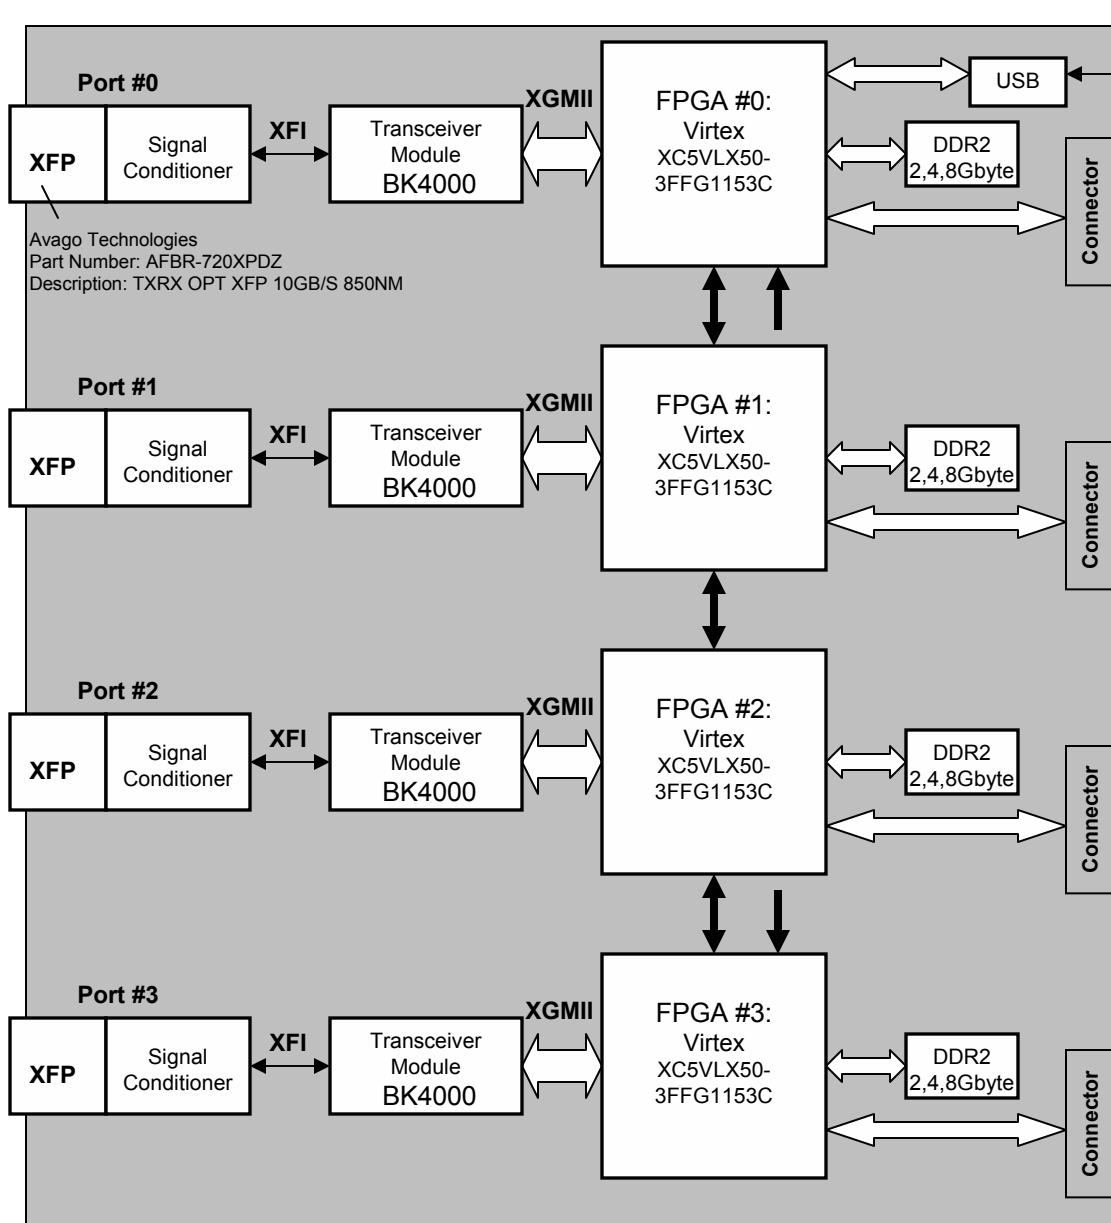 Port #0
XFP
Signal
Conditioner
XFI
Transceiver
Module
BK4000
XGMII
FPGA #0:
Virtex
XC5VLX50-
3FFG1153C
USB
DDR2
2,4,8Gbyte
Connector
Avago Technologies
Part Number: AFBR-720XPDZ
Description: TXRX OPT XFP 10GB/S 850NM
Port #1
XFP
Signal
Conditioner
XFI
Transceiver
Module
BK4000
XGMII
FPGA #1:
Virtex
XC5VLX50-
3FFG1153C
DDR2
2,4,8Gbyte
Connector
Port #2
XFP
Signal
Conditioner
XFI
Transceiver
Module
BK4000
XGMII
FPGA #2:
Virtex
XC5VLX50-
3FFG1153C
DDR2
2,4,8Gbyte
Connector
Port #3
XFP
Signal
Conditioner
XFI
Transceiver
Module
BK4000
XGMII
FPGA #3:
Virtex
XC5VLX50-
3FFG1153C
DDR2
2,4,8Gbyte
Connector